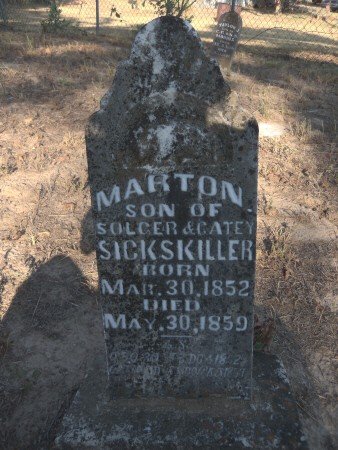 MARTON.
SON OF
SOLGER & CATEY
SICKSKILLER
BORN
MAR. 30, 1852
DIED
MAY. 30, 1859